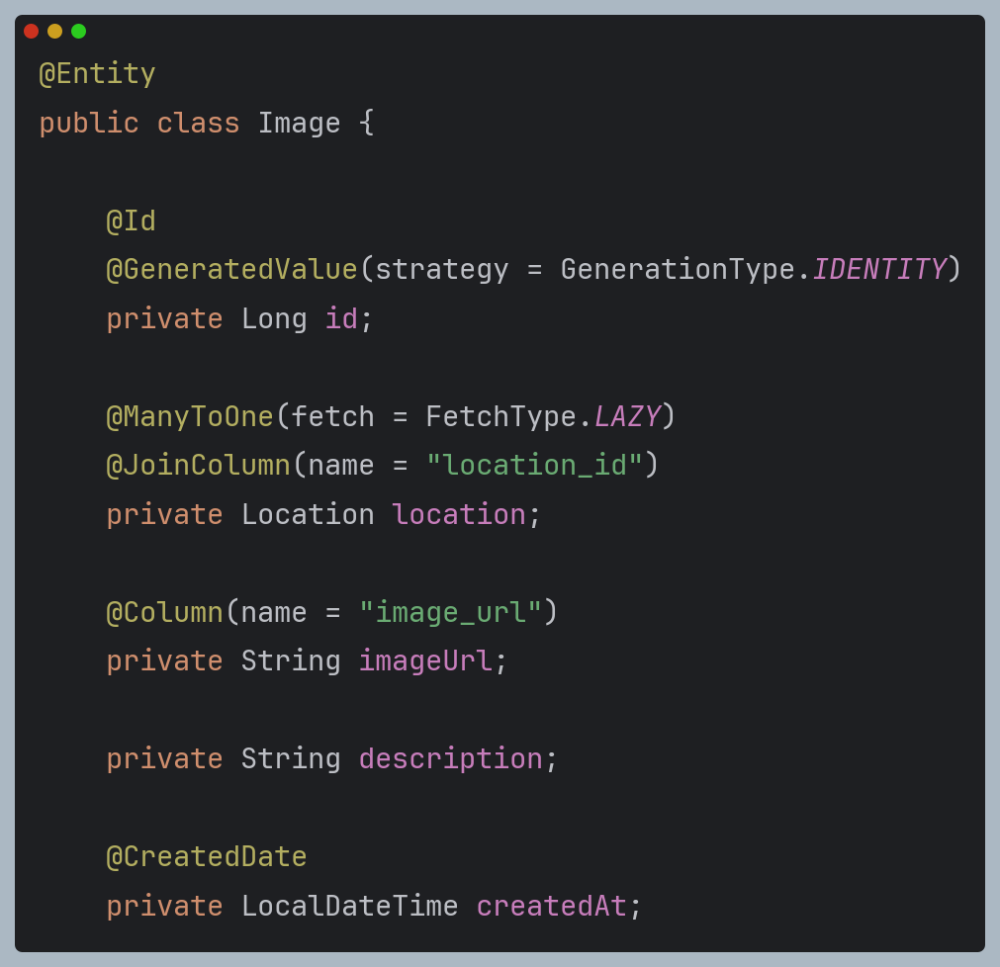 @Entity
public class Image {
@Id
@GeneratedValue(strategy = GenerationType.IDENTITY)
private Long id;
@ManyToOne(fetch = FetchType.LAZY)
@JoinColumn(name = "location_id")
private Location location;
@Column(name = "image_url")
private String imageUrl;
private String description;
@CreatedDate
private LocalDateTime createdAt;